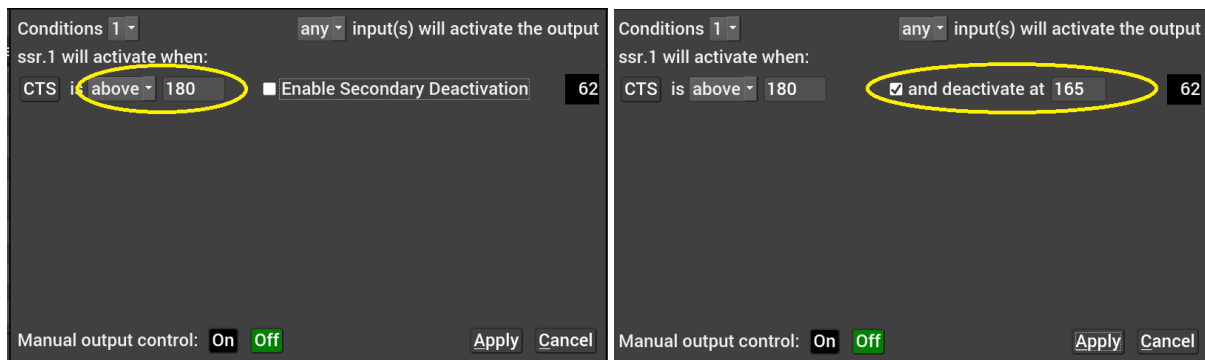 Conditions 1 any input(s) will activate the output
ssr.1 will activate when:
CTS is above 180 Enable Secondary Deactivation 62
Manual output control: On Off Apply Cancel
Conditions 1 any input(s) will activate the output
ssr.1 will activate when:
CTS is above 180 and deactivate at 165 62
Manual output control: On Off Apply Cancel